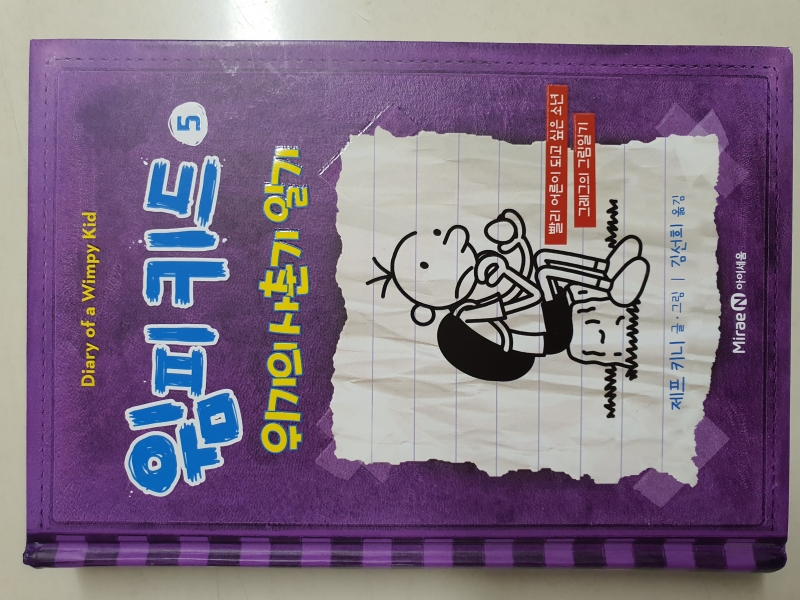 Diary of a Wimpy Kid
윔피 키드 5
위기의 사춘기 일기
빨리 어른이 되고 싶은 소년
그레그의 그림일기
제프 키니 글·그림 | 김선희 옮김
Mirae N 아이세움